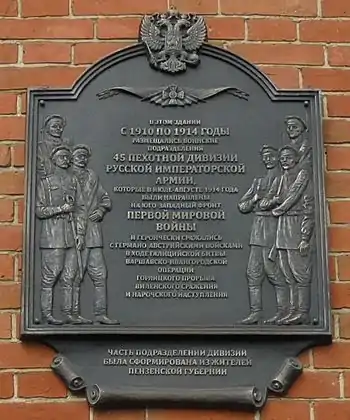 В ЭТОМ ЗДАНИИ
С 1910 ПО 1914 ГОДЫ
РАЗМЕЩАЛИСЬ ВОИНСКИЕ
ПОДРАЗДЕЛЕНИЯ
45 ПЕХОТНОЙ ДИВИЗИИ
РУССКОЙ ИМПЕРАТОРСКОЙ
АРМИИ,
КОТОРЫЕ В ИЮЛЕ-АВГУСТЕ 1914 ГОДА
БЫЛИ НАПРАВЛЕНЫ
НА ЮГО-ЗАПАДНЫЙ ФРОНТ
ПЕРВОЙ МИРОВОЙ
ВОЙНЫ
И ГЕРОИЧЕСКИ СРАЖАЛИСЬ
С ГЕРМАНО-АВСТРИЙСКИМИ ВОЙСКАМИ
В ХОДЕ ГАЛИЦИЙСКОЙ БИТВЫ
ВАРШАВСКО-ИВАНГОРОДСКОЙ
ОПЕРАЦИИ
ГОРЛИЦКОГО ПРОРЫВА
ВИЛЕНСКОГО СРАЖЕНИЯ
И НАРОЧСКОГО НАСТУПЛЕНИЯ
ЧАСТЬ ПОДРАЗДЕЛЕНИЙ ДИВИЗИИ
БЫЛА СФОРМИРОВАНА ИЗ ЖИТЕЛЕЙ
ПЕНЗЕНСКОЙ ГУБЕРНИИ